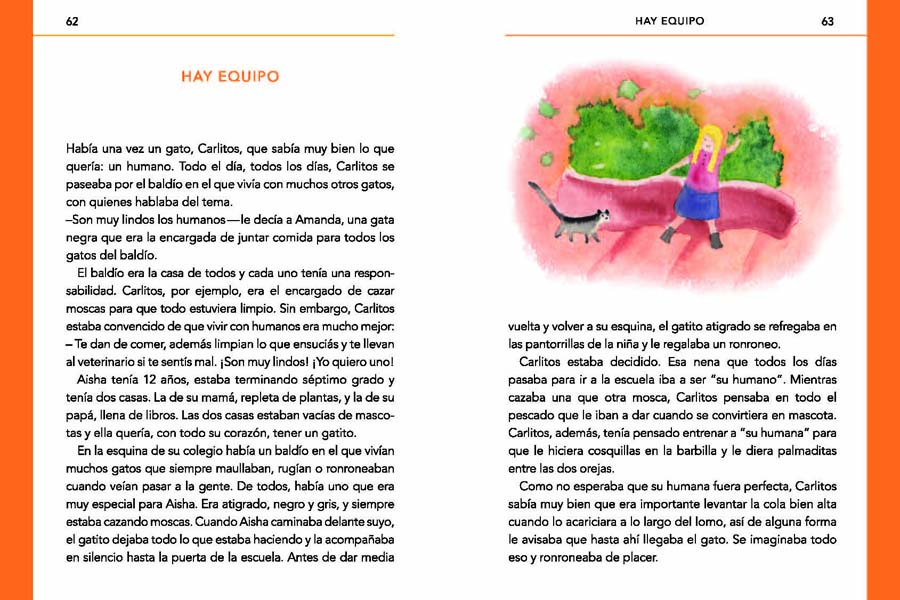 62
HAY EQUIPO
Había una vez un gato, Carlitos, que sabía muy bien lo que
quería: un humano. Todo el día, todos los días, Carlitos se
paseaba por el baldío en el que vivía con muchos otros gatos,
con quienes hablaba del tema.
–Son muy lindos los humanos—le decía a Amanda, una gata
negra que era la encargada de juntar comida para todos los
gatos del baldío.
El baldío era la casa de todos y cada uno tenía una respon-
sabilidad. Carlitos, por ejemplo, era el encargado de cazar
moscas para que todo estuviera limpio. Sin embargo, Carlitos
estaba convencido de que vivir con humanos era mucho mejor:
–Te dan de comer, además limpian lo que ensuciás y te llevan
al veterinario si te sentís mal. ¡Son muy lindos! ¡Yo quiero uno!
Aisha tenía 12 años, estaba terminando séptimo grado y
tenía dos casas. La de su mamá, repleta de plantas, y la de su
papá, llena de libros. Las dos casas estaban vacías de masco-
tas y ella quería, con todo su corazón, tener un gatito.
En la esquina de su colegio había un baldío en el que vivían
muchos gatos que siempre maullaban, rugían o ronroneaban
cuando veían pasar a la gente. De todos, había uno que era
muy especial para Aisha. Era atigrado, negro y gris, y siempre
estaba cazando moscas. Cuando Aisha caminaba delante suyo,
el gatito dejaba todo lo que estaba haciendo y la acompañaba
en silencio hasta la puerta de la escuela. Antes de dar media
HAY EQUIPO
63
vuelta y volver a su esquina, el gatito atigrado se refregaba en
las pantorrillas de la niña y le regalaba un ronroneo.
Carlitos estaba decidido. Esa nena que todos los días
pasaba para ir a la escuela iba a ser "su humano". Mientras
cazaba una que otra mosca, Carlitos pensaba en todo el
pescado que le iban a dar cuando se convirtiera en mascota.
Carlitos, además, tenía pensado entrenar a "su humana" para
que le hiciera cosquillas en la barbilla y le diera palmaditas
entre las dos orejas.
Como no esperaba que su humana fuera perfecta, Carlitos
sabía muy bien que era importante levantar la cola bien alta
cuando lo acariciara a lo largo del lomo, así de alguna forma
le avisaba que hasta ahí llegaba el gato. Se imaginaba todo
eso y ronroneaba de placer.